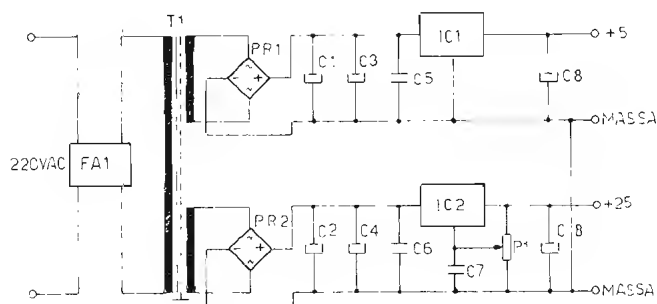 T1
PR1
C1
C3
C5
IC1
C8
+5
MASSA
220VAC
FA1
PR2
C2
C4
C6
IC2
C7
P1
+25
MASSA